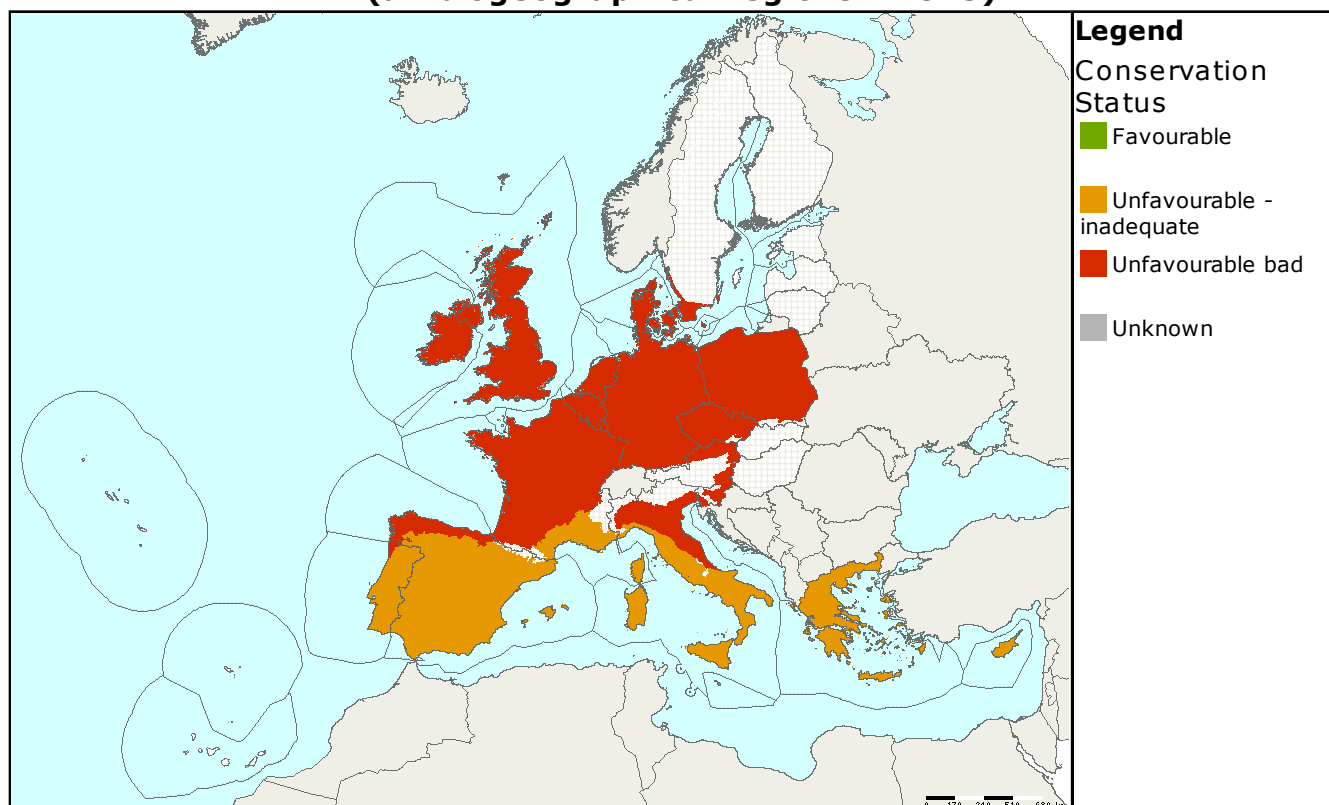 Legend
Conservation
Status
Favourable
Unfavourable -
inadequate
Unfavourable bad
Unknown